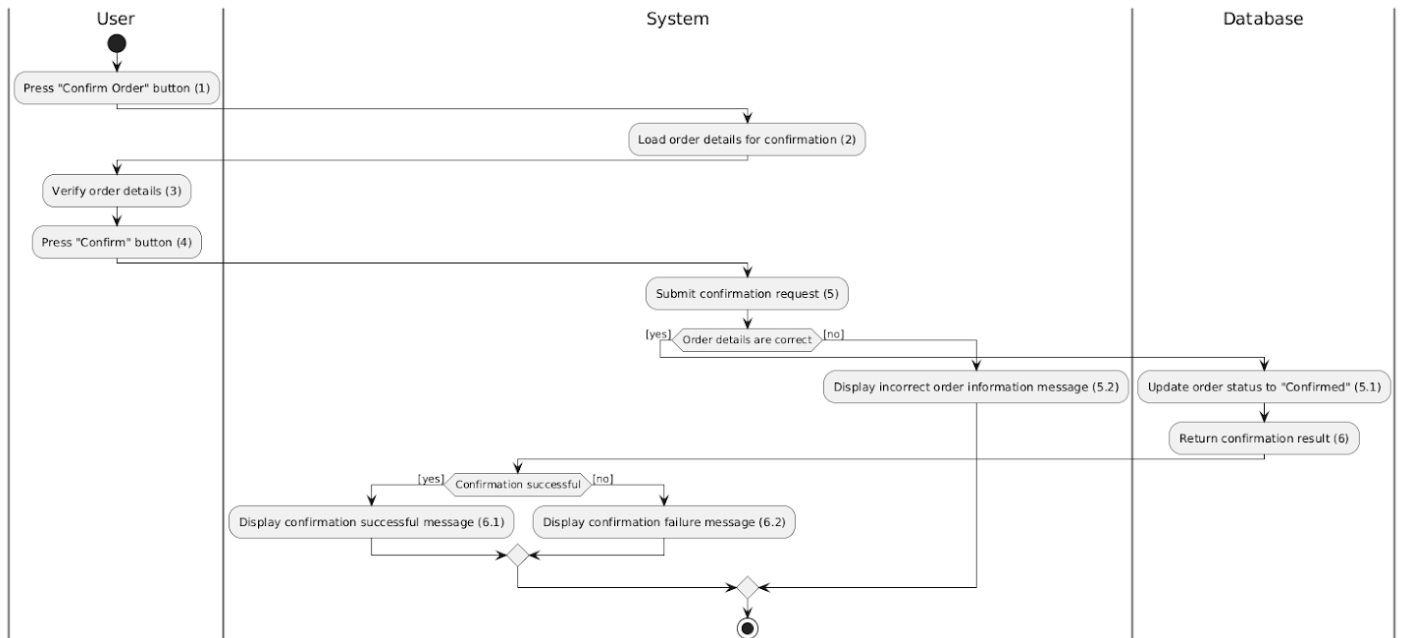 User
System
Database
Press "Confirm Order" button (1)
Load order details for confirmation (2)
Verify order details (3)
Press "Confirm" button (4)
Submit confirmation request (5)
[yes]
Order details are correct
[no]
Display incorrect order information message (5.2)
Update order status to "Confirmed" (5.1)
Return confirmation result (6)
[yes]
Confirmation successful
[no]
Display confirmation successful message (6.1)
Display confirmation failure message (6.2)